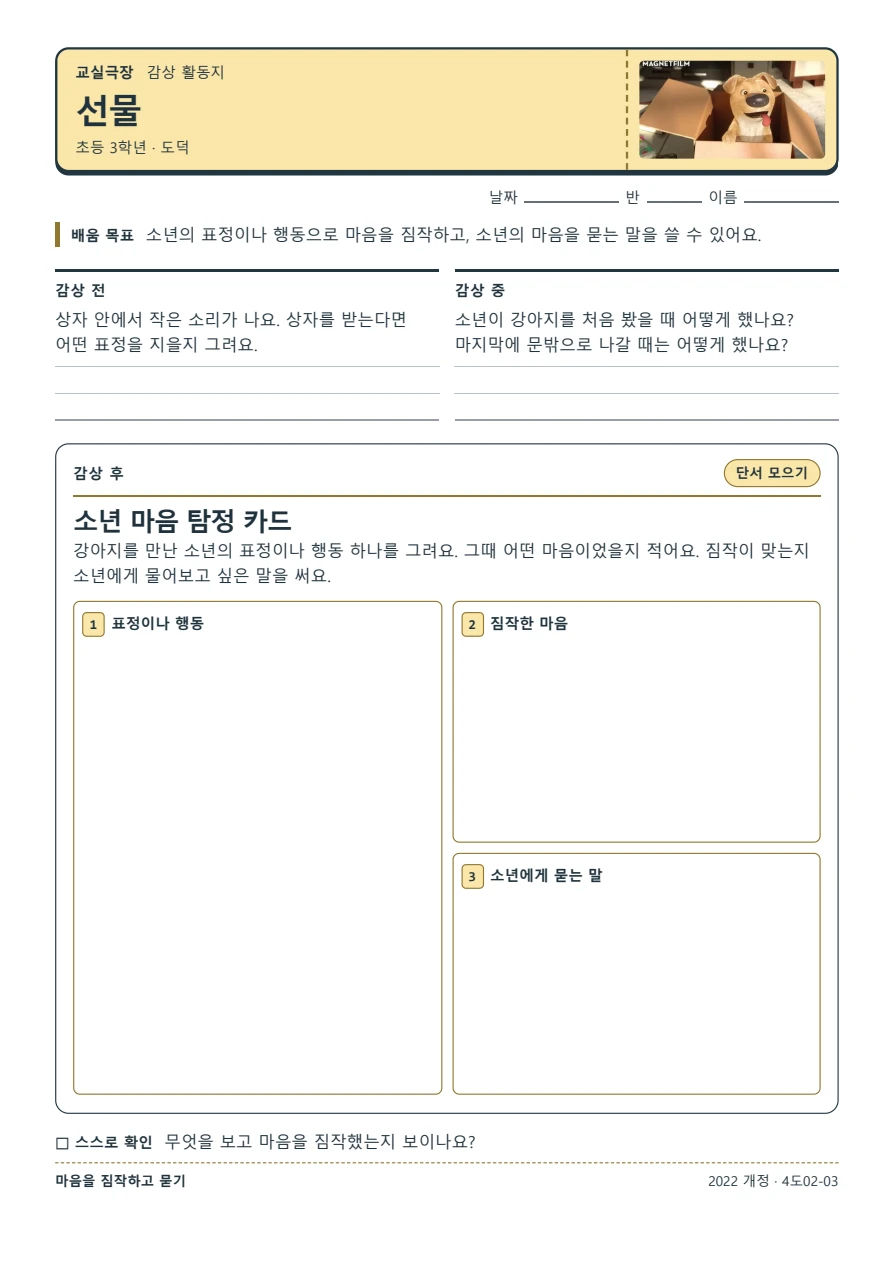 교실극장 감상 활동지
선물
초등 3학년 · 도덕
MAGNETFILM
날짜 반 이름
배움 목표 소년의 표정이나 행동으로 마음을 짐작하고, 소년의 마음을 묻는 말을 쓸 수 있어요.
감상 전
상자 안에서 작은 소리가 나요. 상자를 받는다면
어떤 표정을 지을지 그려요.
감상 중
소년이 강아지를 처음 봤을 때 어떻게 했나요?
마지막에 문밖으로 나갈 때는 어떻게 했나요?
감상 후
단서 모으기
소년 마음 탐정 카드
강아지를 만난 소년의 표정이나 행동 하나를 그려요. 그때 어떤 마음이었을지 적어요. 짐작이 맞는지
소년에게 물어보고 싶은 말을 써요.
1 표정이나 행동
2 짐작한 마음
3 소년에게 묻는 말
□ 스스로 확인 무엇을 보고 마음을 짐작했는지 보이나요?
마음을 짐작하고 묻기
2022 개정 · 4도02-03